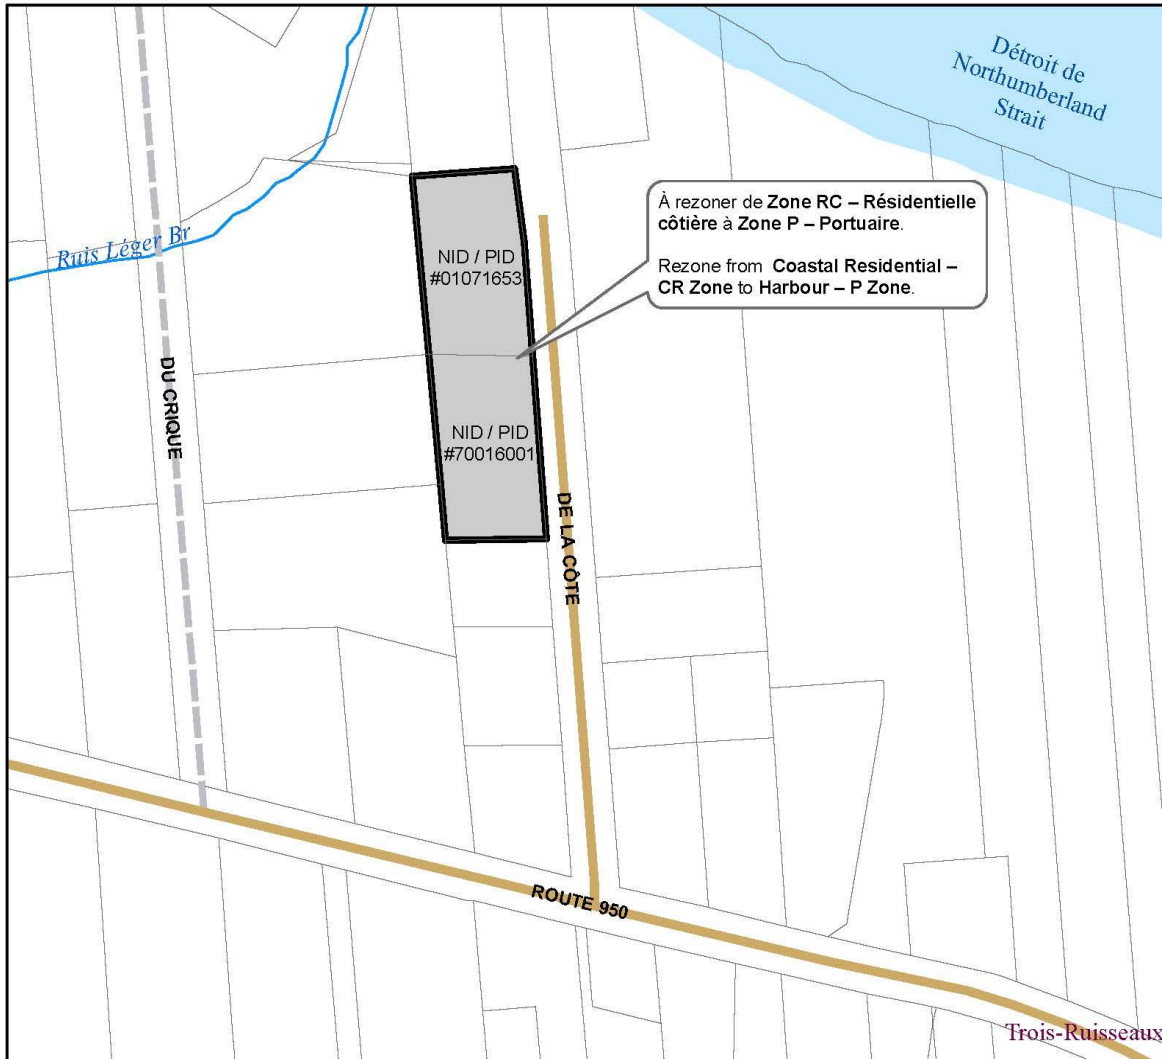 Détroit de
Northumberland
Strait
À rezoner de Zone RC – Résidentielle
côtière à Zone P – Portuaire.
Rezone from Coastal Residential –
CR Zone to Harbour – P Zone.
Ruis Léger Br
NID / PID
#01071653
DU CRIQUE
NID / PID
#70016001
DE LA CÔTE
ROUTE 950
Trois-Ruisseaux